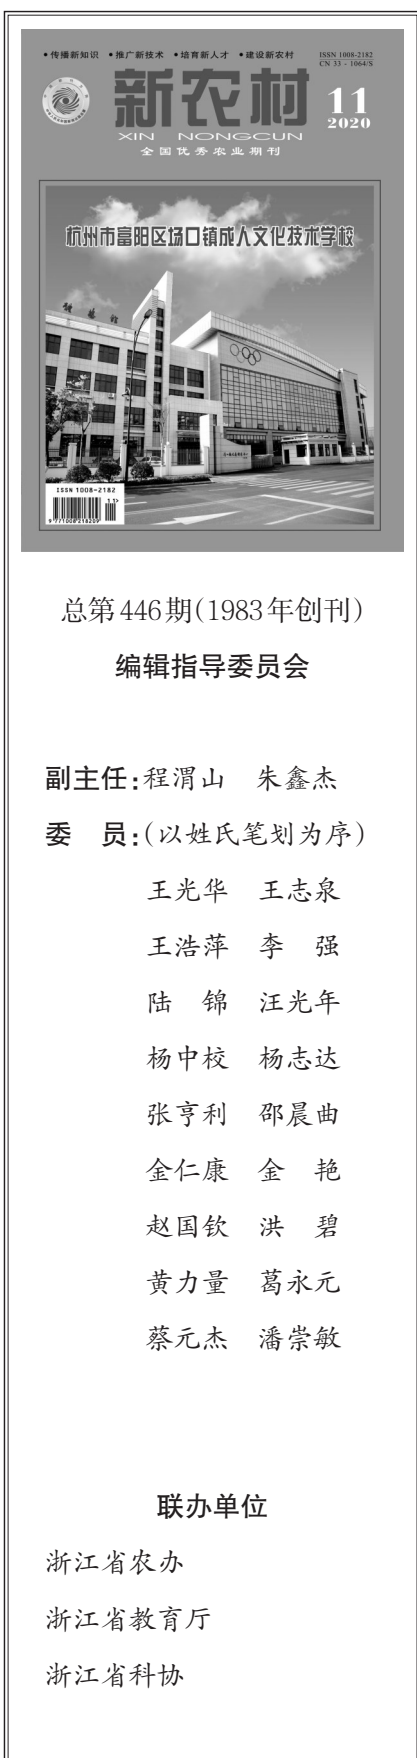 •传播新知识 •推广新技术 •培育新人才 •建设新农村
ISSN 1008-2182
CN 33 - 1064/S
新农村
11
2020
XIN NONGCUN
全国优秀农业期刊
杭州市富阳区场口镇成人文化技术学校
ISSN 1008-2182
11>
9 771008 218209
总第446期(1983年创刊)
编辑指导委员会
副主任:程渭山 朱鑫杰
委 员:(以姓氏笔划为序)
王光华 王志泉
王浩萍 李 强
陆 锦 汪光年
杨中校 杨志达
张亨利 邵晨曲
金仁康 金 艳
赵国钦 洪 碧
黄力量 葛永元
蔡元杰 潘崇敏
联办单位
浙江省农办
浙江省教育厅
浙江省科协